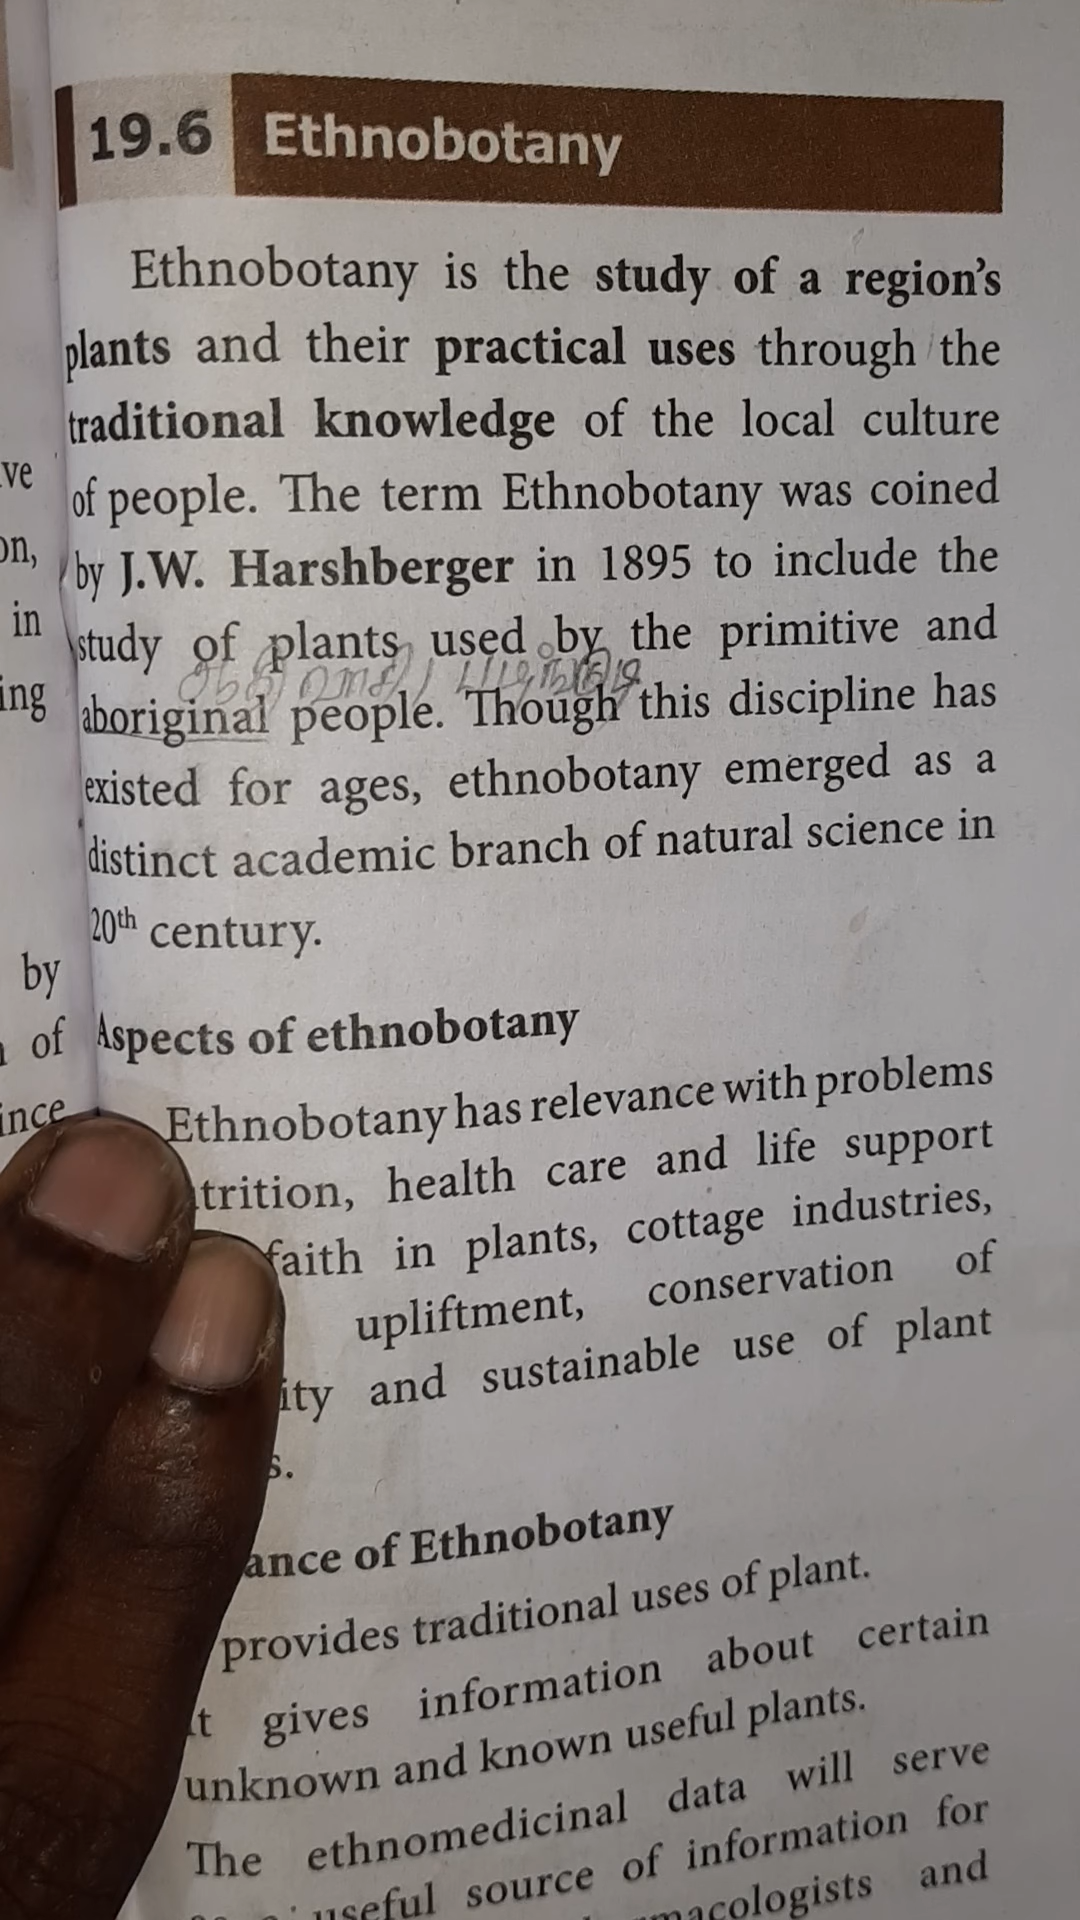 19.6 Ethnobotany
Ethnobotany is the study of a region's
plants and their practical uses through the
traditional knowledge of the local culture
of people. The term Ethnobotany was coined
by J.W. Harshberger in 1895 to include the
study of plants used by the primitive and
aboriginal people. Though this discipline has
existed for ages, ethnobotany emerged as a
distinct academic branch of natural science in
20th century.
Aspects of ethnobotany
Ethnobotany has relevance with problems
health care and life support
faith in plants, cottage industries,
upliftment, conservation of
and sustainable use of plant
of Ethnobotany
provides traditional uses of plant.
gives information about certain
unknown and known useful plants.
The ethnomedicinal data will serve
useful source of information for
and
in
by
of